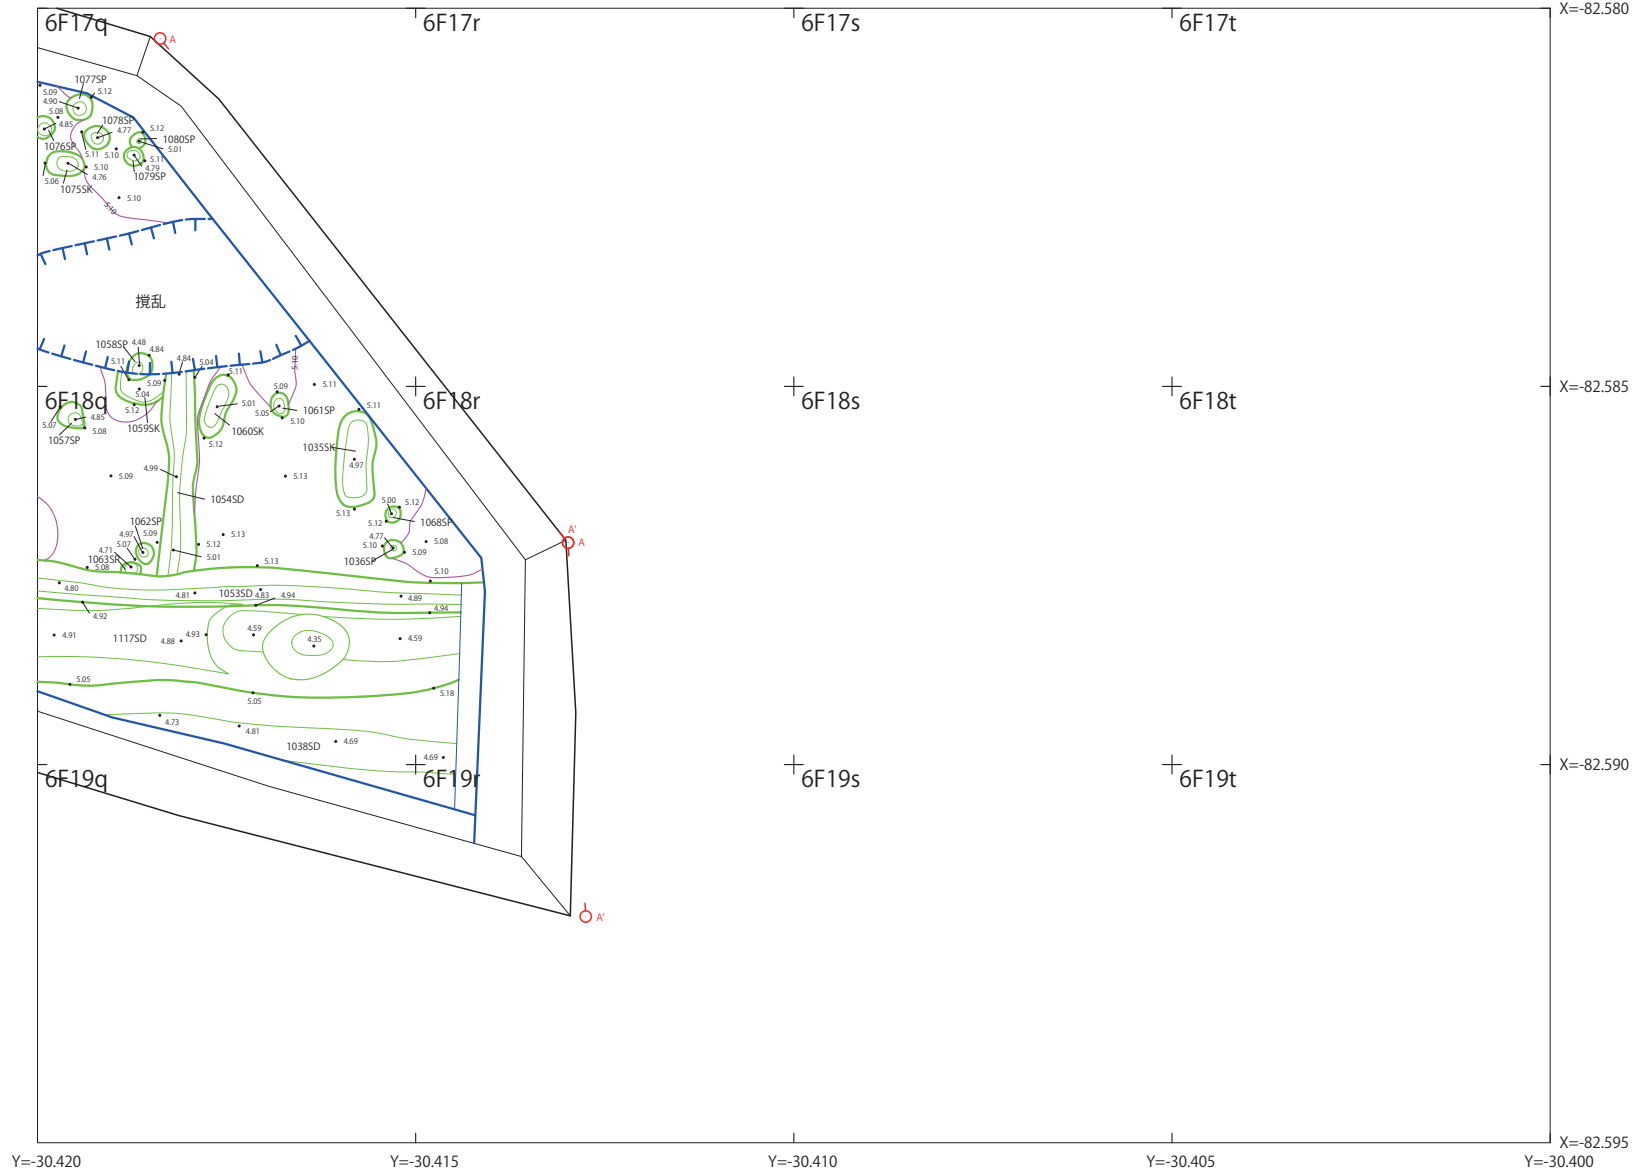 6F17q
6F17r
6F17s
6F17t
X=-82.580
A
1077SP
5.09
5.12
4.90
5.08
4.85
1078SP
4.77
5.12
1080SP
5.01
1076SP
5.11
5.10
5.11
4.79
1079SP
5.10
4.76
5.06
1075SK
5.10
5.10
撹乱
1058SP
4.48
4.84
5.11
4.84
5.04
5.10
5.09
5.11
5.04
5.09
5.11
X=-82.585
6F18q
6F18r
6F18s
6F18t
5.12
5.01
5.05
1061SP
5.11
4.85
5.07
5.08
1057SP
1059SK
1060SK
5.10
5.12
1035SK
4.97
4.99
5.09
5.13
1054SD
5.00
5.12
5.13
5.12
1068SP
1062SP
4.97
5.09
5.13
4.77
5.08
A'
A
4.71
5.07
5.12
5.10
5.09
1063SP
5.08
5.01
5.13
1036SP
5.10
4.80
4.81
1053SD
4.83
4.94
4.89
4.94
4.92
4.91
1117SD
4.88
4.93
4.59
4.35
4.59
5.05
5.05
5.18
4.73
4.81
1038SD
4.69
4.69
X=-82.590
6F19q
6F19r
6F19s
6F19t
A'
X=-82.595
Y=-30.420
Y=-30.415
Y=-30.410
Y=-30.405
Y=-30.400